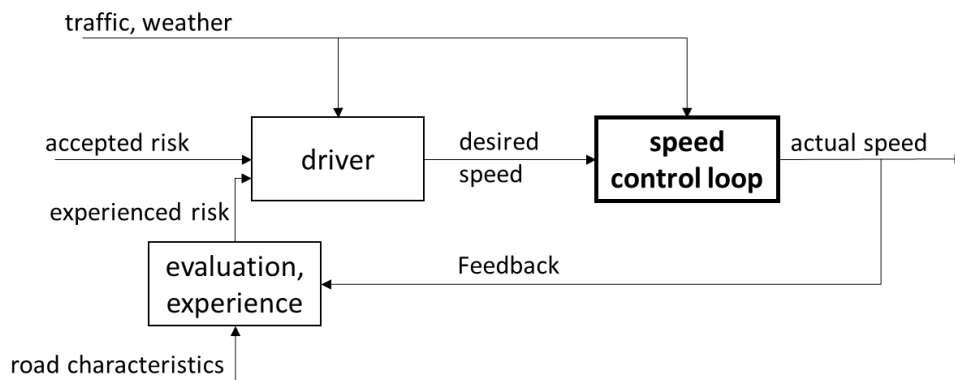 traffic, weather
accepted risk
driver
desired
speed
speed
control loop
actual speed
experienced risk
evaluation,
experience
Feedback
road characteristics